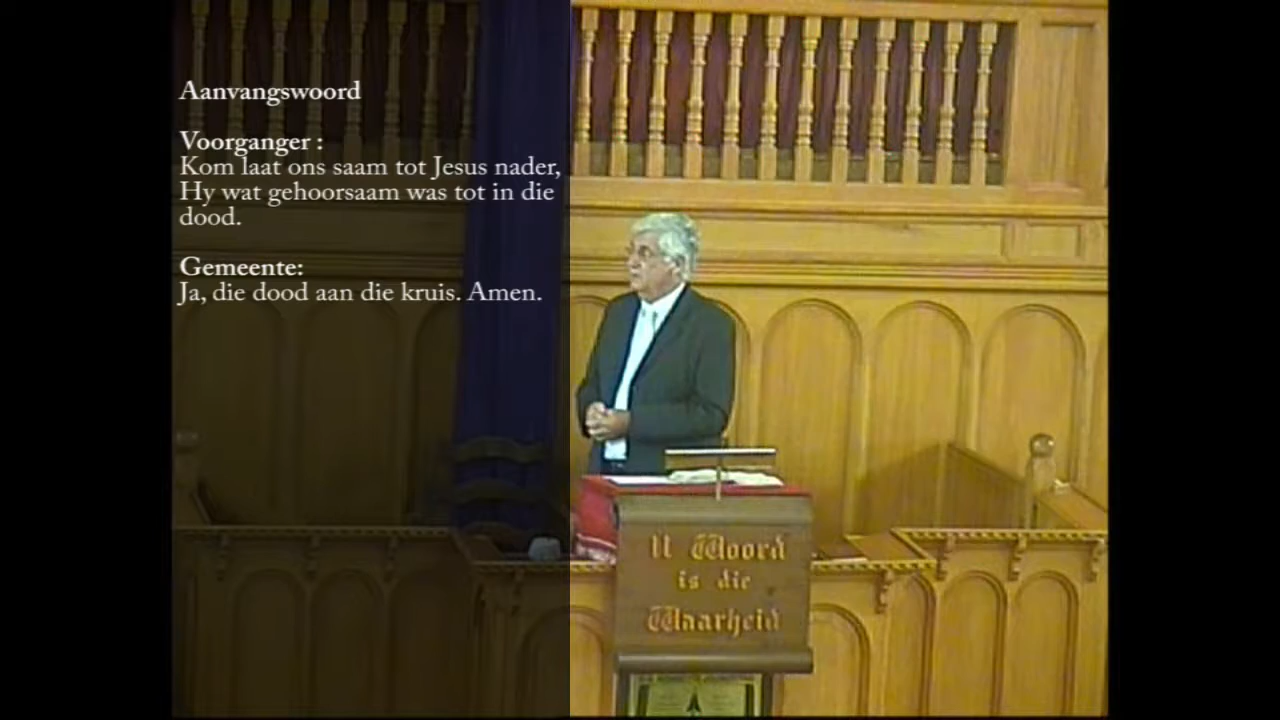 Aanvangswoord
Voorganger :
Kom laat ons saam tot Jesus nader,
Hy wat gehoorsaam was tot in die
dood.
Gemeente:
Ja, die dood aan die kruis. Amen.
U Woord
is die
Waarheid